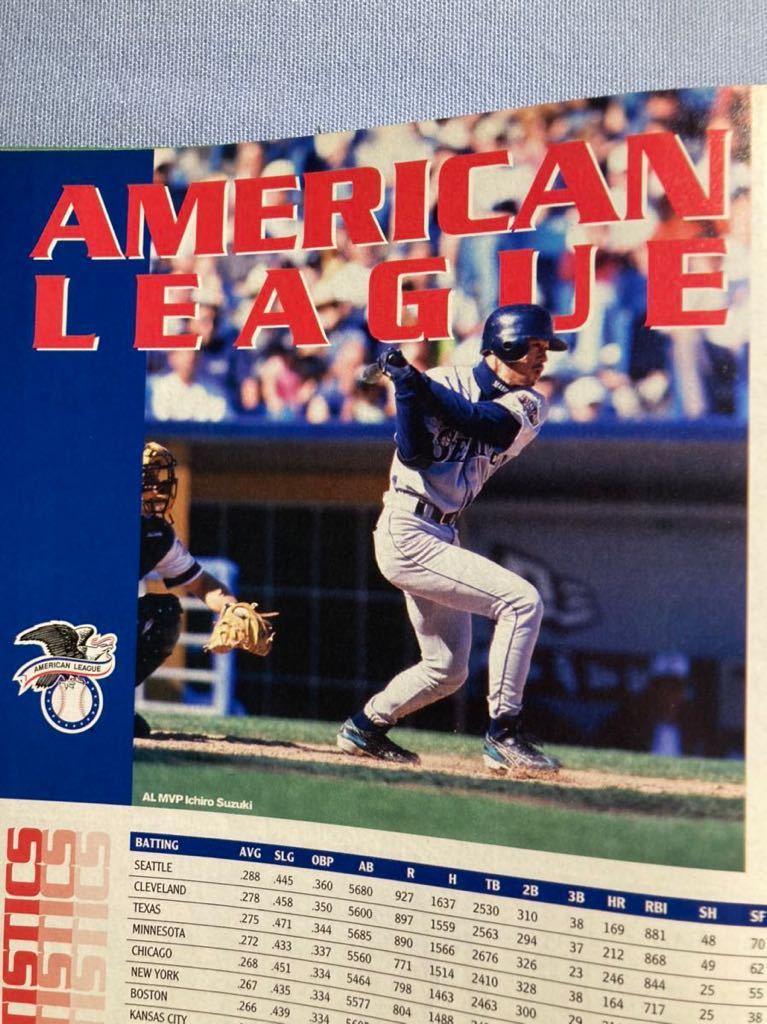 AMERICAN
LEAGUE
AMERICAN LEAGUE
AL MVP Ichiro Suzuki
ISTICS
BATTING AVG SLG OBP AB R H TB 2B 3B HR RBI SH SF
SEATTLE .288 .445 .360 5680 927 1637 2530 310 38 169 881 48 70
CLEVELAND .278 .458 .350 5600 897 1559 2563 294 37 212 868 49 62
TEXAS .275 .471 .344 5685 890 1566 2676 326 23 246 844 25 55
MINNESOTA .272 .433 .337 5560 771 1514 2410 328 38 164 717 25 38
CHICAGO .268 .451 .334 5464 798 1463 2463 300
NEW YORK .267 .435 .334 5577 804 1488
BOSTON .266 .439 .334
KANSAS CITY